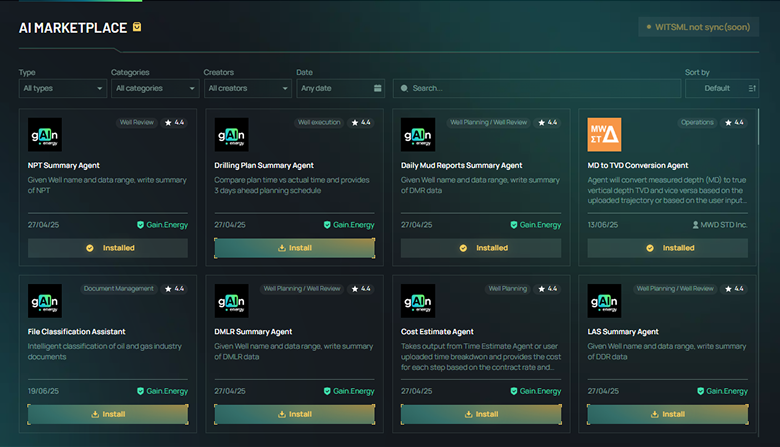 AI MARKETPLACE
WITSML not sync(soon)
Type
Categories
Creators
Date
Sort by
All types
All categories
All creators
Any date
Search...
Default
gAIn
energy
Well Review
4.4
NPT Summary Agent
Given Well name and data range, write summary
of NPT
27/04/25
Gain.Energy
Installed
gAIn
energy
Well execution
4.4
Drilling Plan Summary Agent
Compare plan time vs actual time and provides
3 days ahead planning schedule
27/04/25
Gain.Energy
Install
gAIn
energy
Well Planning / Well Review
4.4
Daily Mud Reports Summary Agent
Given Well name and data range, write summary
of DMR data
27/04/25
Gain.Energy
Installed
MW
ΣT
Operations
4.4
MD to TVD Conversion Agent
Agent will convert measured depth (MD) to true
vertical depth TVD and vice versa based on the
uploaded trajectory or based on the user input...
13/06/25
MWD STD Inc.
Installed
gAIn
energy
Document Management
4.4
File Classification Assistant
Intelligent classification of oil and gas industry
documents
19/06/25
Gain.Energy
Install
gAIn
energy
Well Planning / Well Review
4.4
DMLR Summary Agent
Given Well name and data range, write summary
of DMLR data
27/04/25
Gain.Energy
Install
gAIn
energy
Well Planning
4.4
Cost Estimate Agent
Takes output from Time Estimate Agent or user
uploaded time breakdwon and provides the cost
for each step based on the contract rate and...
27/04/25
Gain.Energy
Install
gAIn
energy
Well Planning / Well Review
4.4
LAS Summary Agent
Given Well name and data range, write summary
of DDR data
27/04/25
Gain.Energy
Install